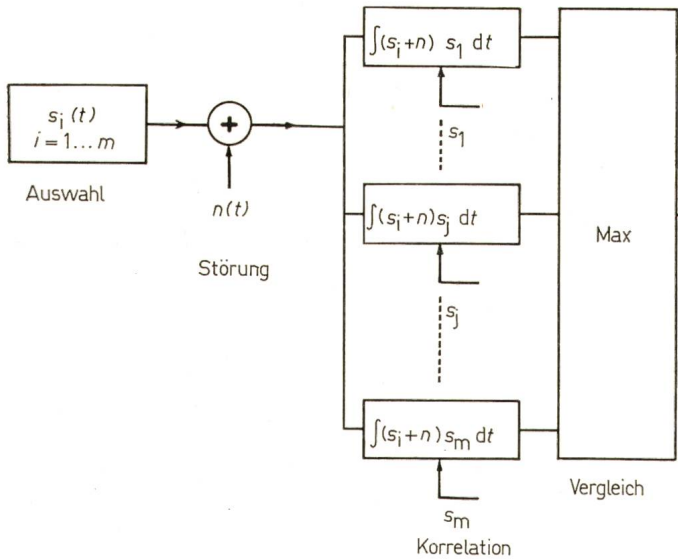 ∫(s_i+n) s_1 dt
s_i(t)
i = 1...m
+
s_1
Auswahl
n(t)
∫(s_i+n)s_j dt
Max
Störung
s_j
∫(s_i+n)s_m dt
Vergleich
s_m
Korrelation